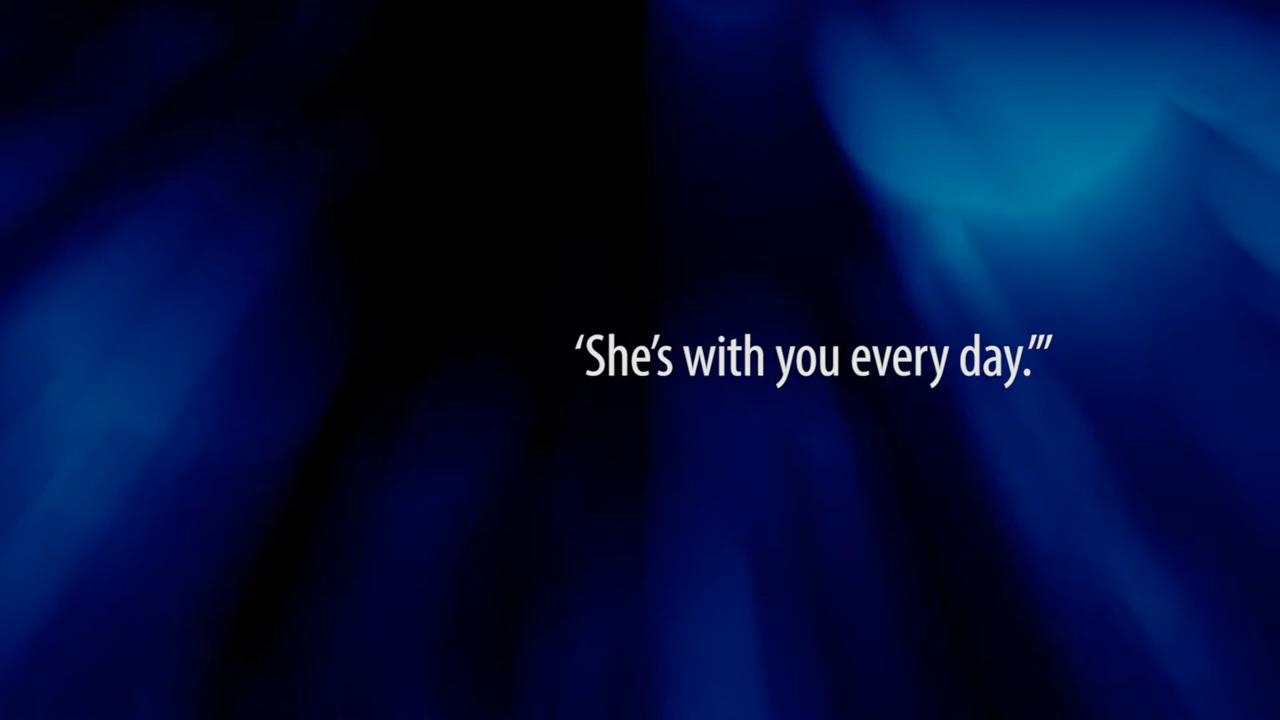 ‘She’s with you every day.’”